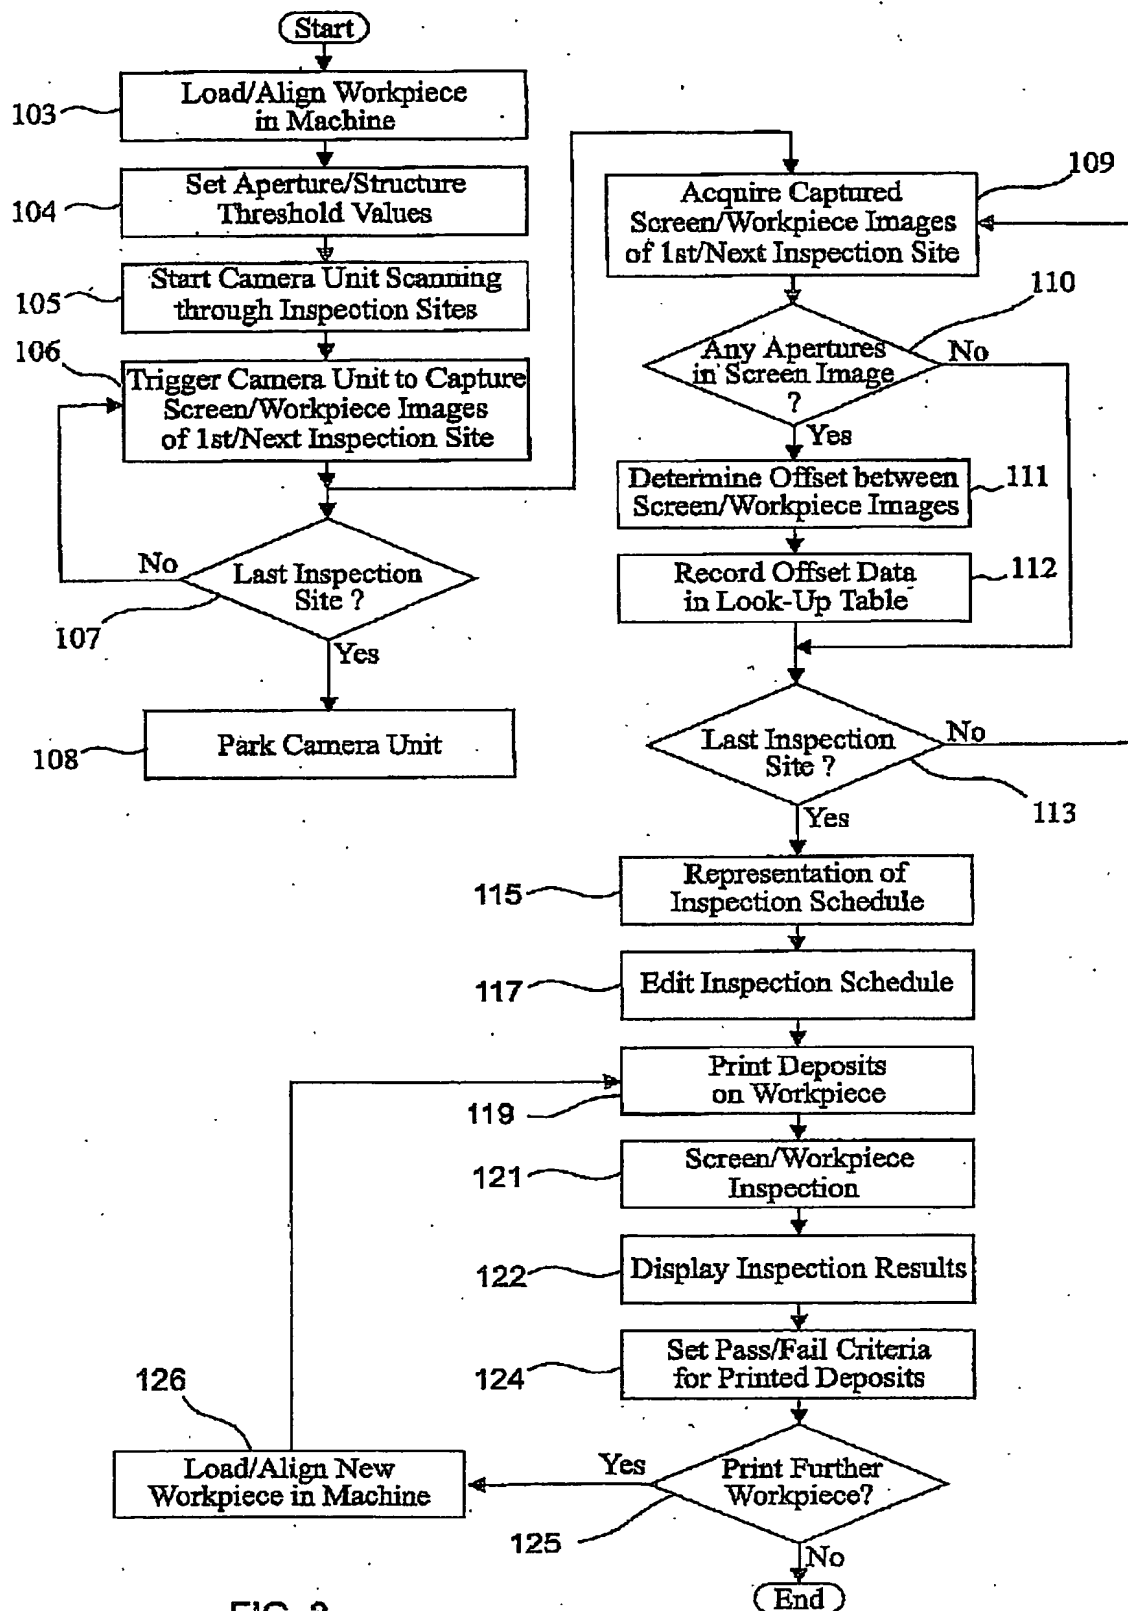 Start
103
Load/Align Workpiece
in Machine
104
Set Aperture/Structure
Threshold Values
105
Start Camera Unit Scanning
through Inspection Sites
106
Trigger Camera Unit to Capture
Screen/Workpiece Images
of 1st/Next Inspection Site
No
Last Inspection
Site ?
107
Yes
108
Park Camera Unit
109
Acquire Captured
Screen/Workpiece Images
of 1st/Next Inspection Site
110
Any Apertures
in Screen Image
?
No
Yes
Determine Offset between
Screen/Workpiece Images
111
Record Offset Data
in Look-Up Table
112
Last Inspection
Site ?
No
113
Yes
115
Representation of
Inspection Schedule
117
Edit Inspection Schedule
119
Print Deposits
on Workpiece
121
Screen/Workpiece
Inspection
122
Display Inspection Results
124
Set Pass/Fail Criteria
for Printed Deposits
126
Load/Align New
Workpiece in Machine
Yes
Print Further
Workpiece?
125
No
End